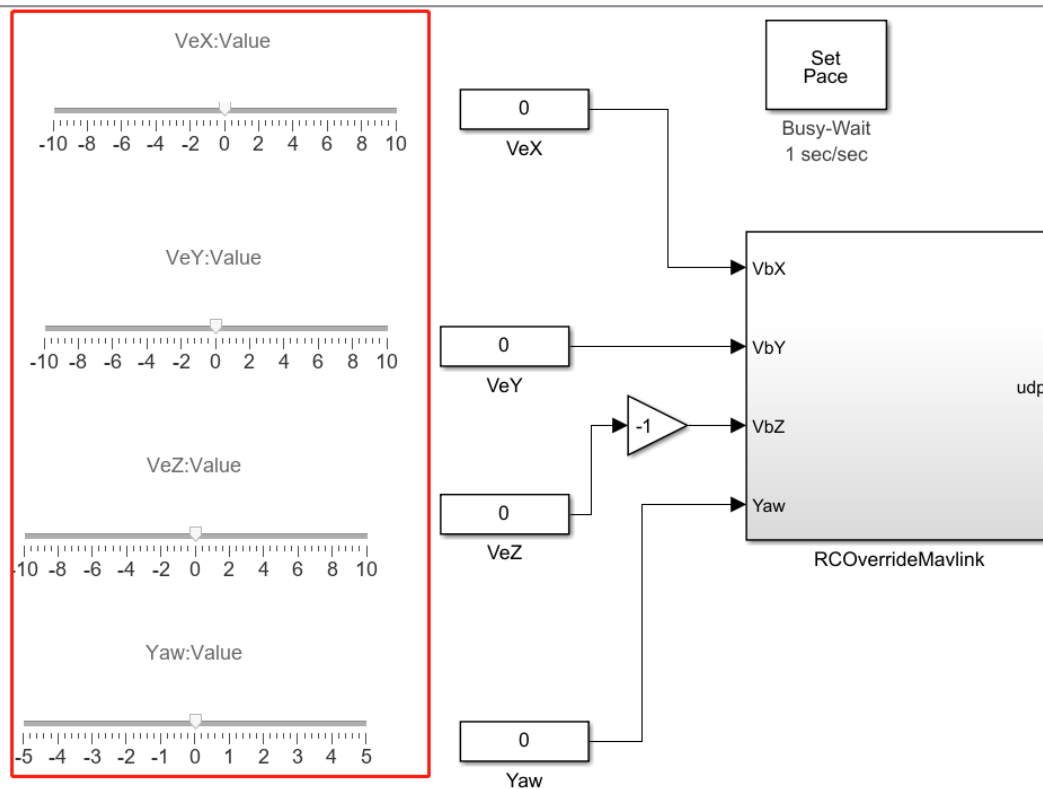 VeX:Value
-10 -8 -6 -4 -2 0 2 4 6 8 10
VeY:Value
-10 -8 -6 -4 -2 0 2 4 6 8 10
VeZ:Value
-10 -8 -6 -4 -2 0 2 4 6 8 10
Yaw:Value
-5 -4 -3 -2 -1 0 1 2 3 4 5
0
VeX
0
VeY
-1
0
VeZ
0
Yaw
Set
Pace
Busy-Wait
1 sec/sec
VbX
VbY
udp
VbZ
Yaw
RCOverrideMavlink